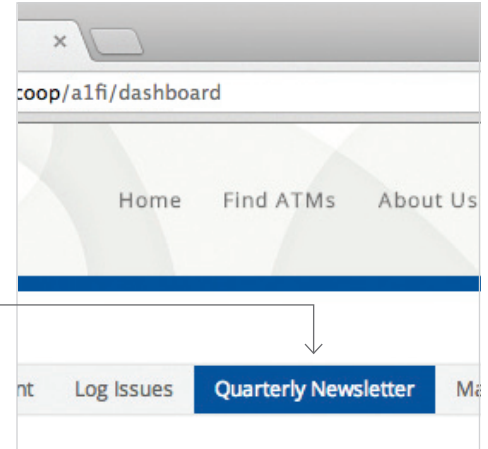 ×
coop/a1fi/dashboard
Home Find ATMs About Us
nt Log Issues Quarterly Newsletter Ma